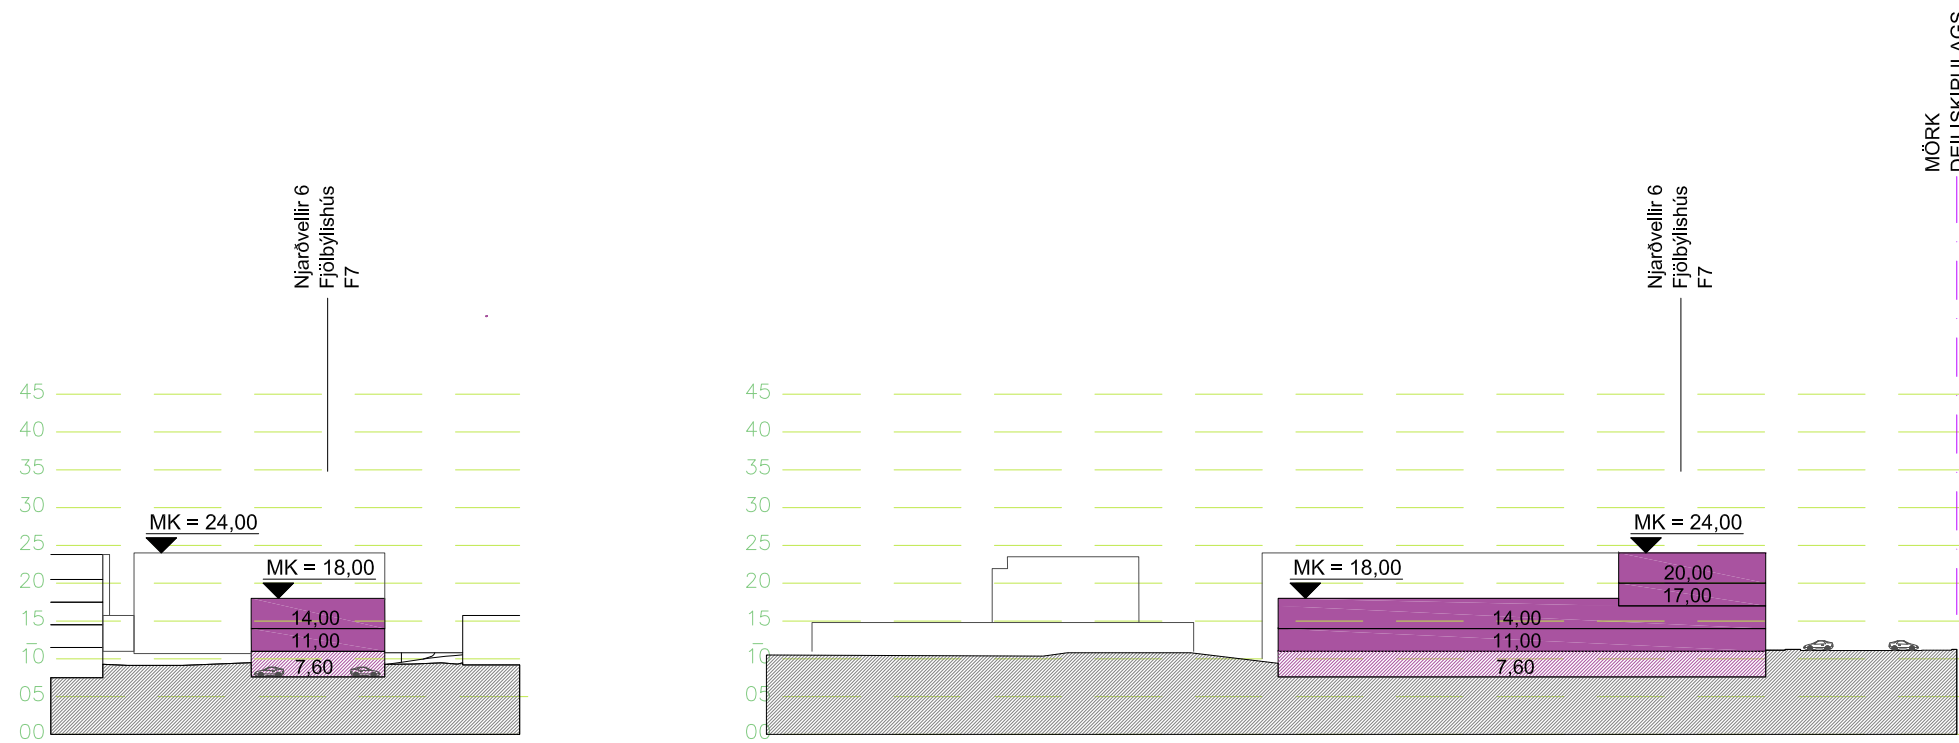 MÖRK
DEILISKIPULAGS
Njarðvellir 6
Fjölbýlishús
F7
Njarðvellir 6
Fjölbýlishús
F7
45
40
35
30
25
20
15
10
05
00
MK = 24,00
MK = 18,00
14,00
11,00
7,60
45
40
35
30
25
20
15
10
05
00
MK = 24,00
MK = 18,00
20,00
17,00
14,00
11,00
7,60